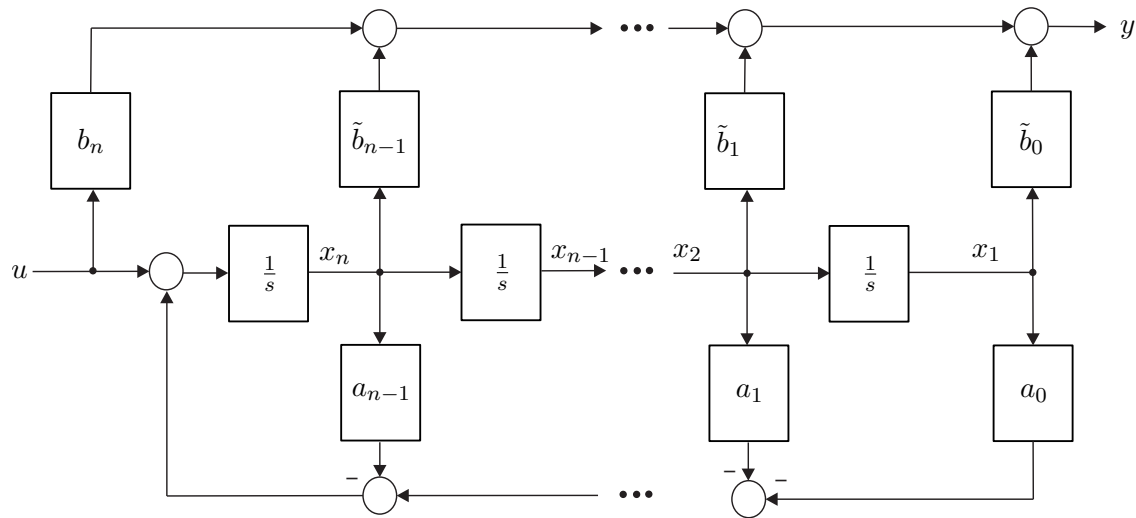 ••• y
b_n b̃_{n−1} b̃_1 b̃_0
u 1/s x_n 1/s x_{n−1} ••• x_2 1/s x_1
a_{n−1} a_1 a_0
- ••• - -